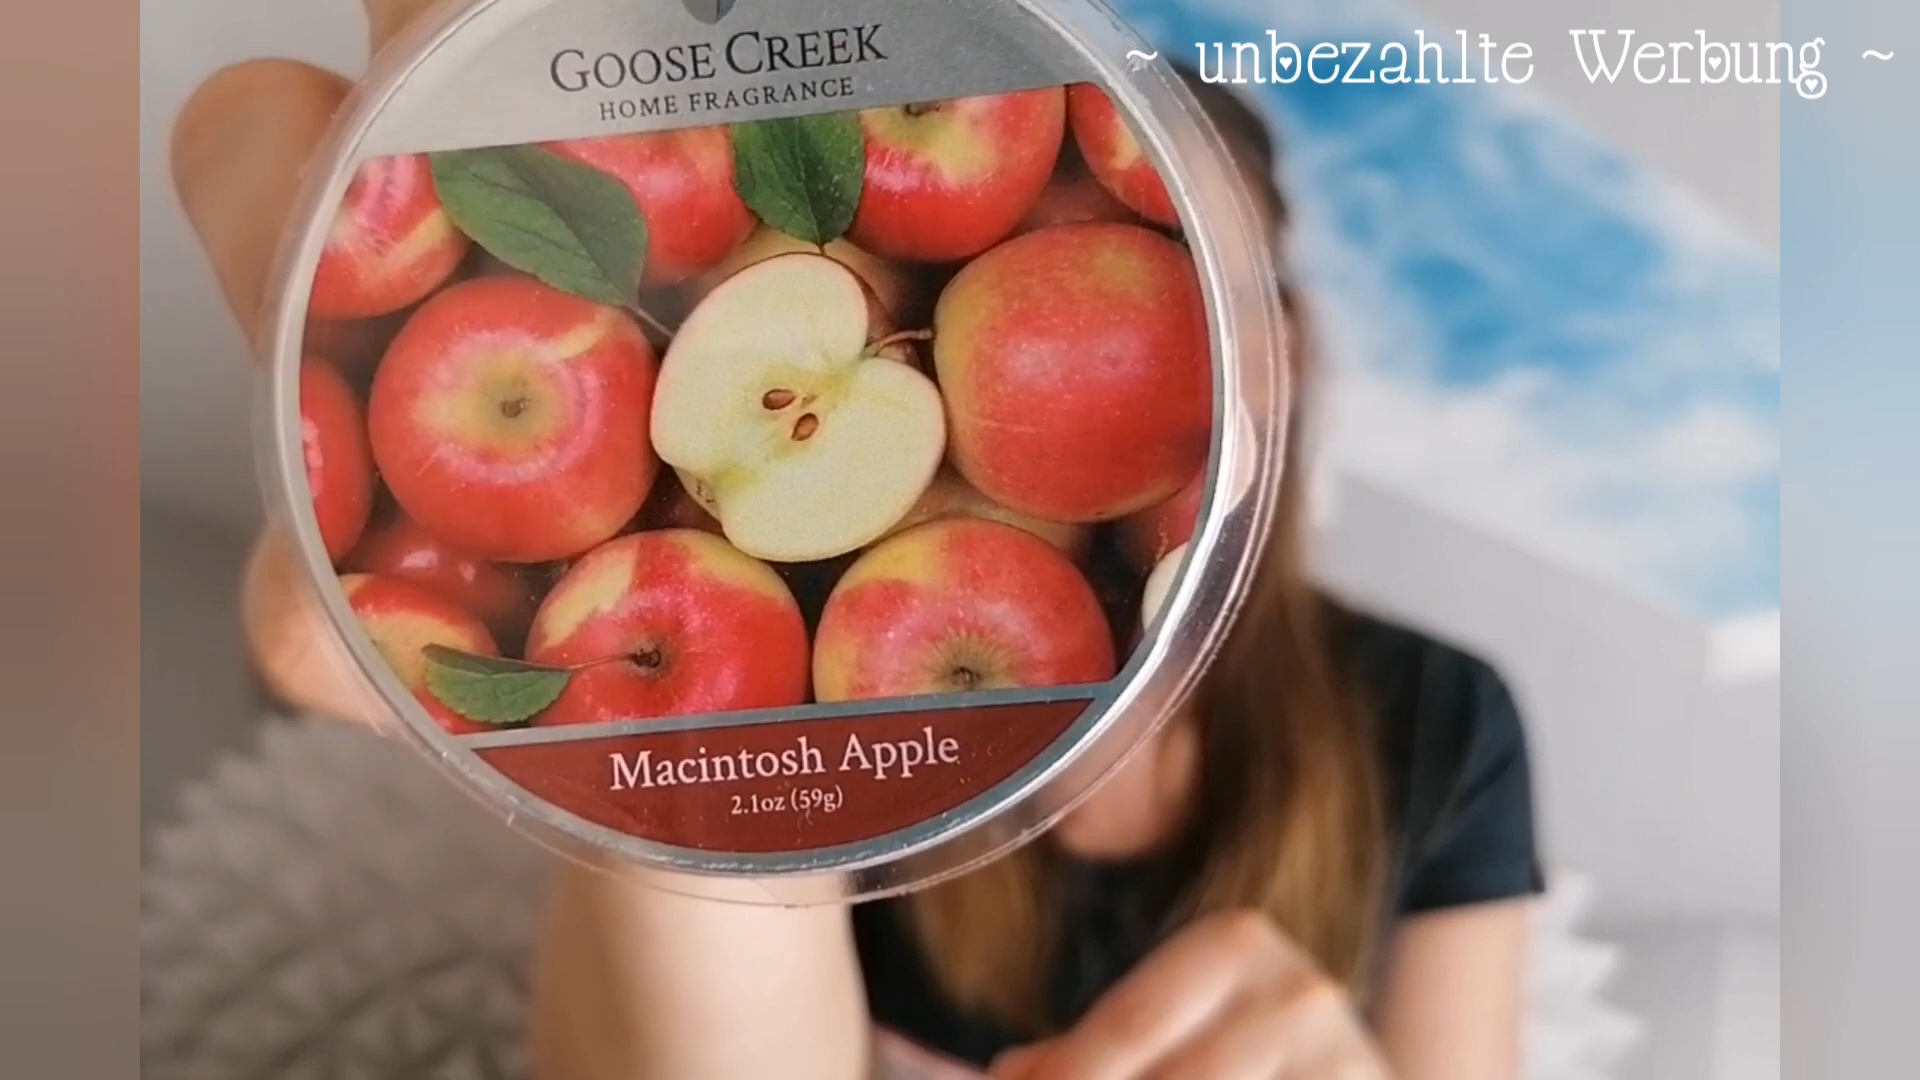 ~ unbezahlte Werbung ~
GOOSE CREEK
HOME FRAGRANCE
Macintosh Apple
2.1oz (59g)